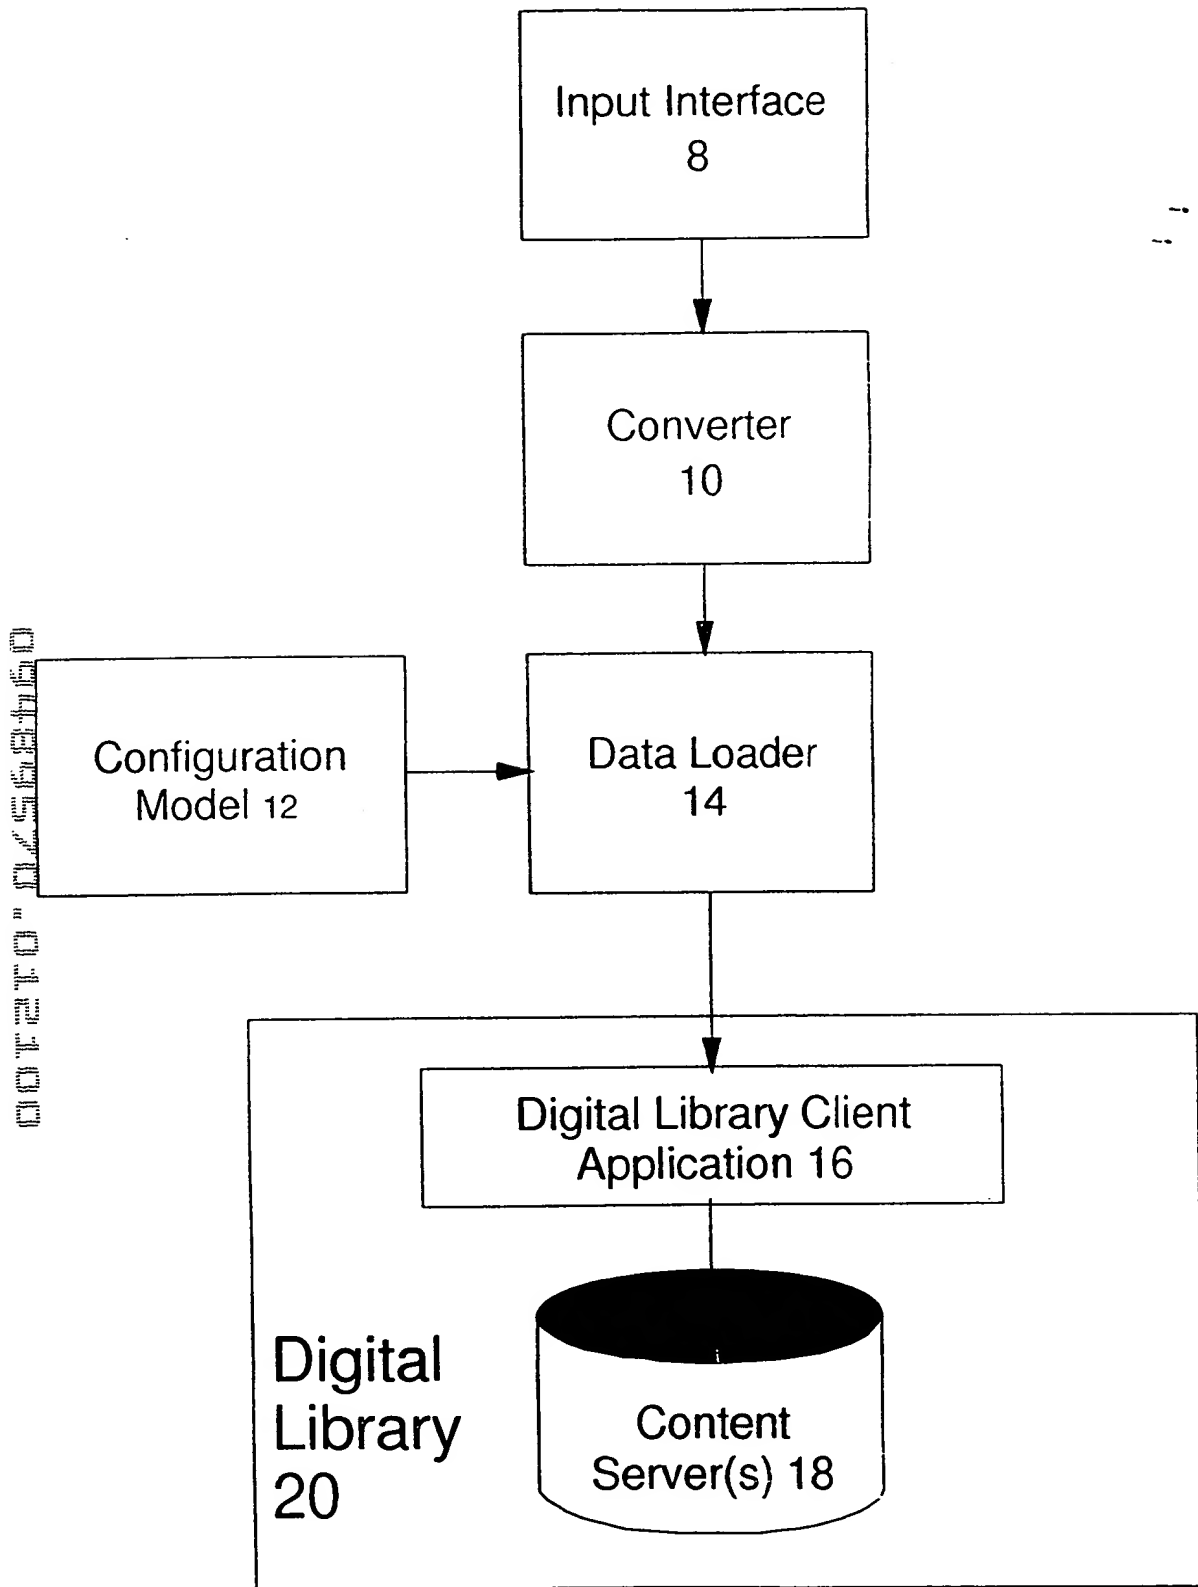 Input Interface
8
Converter
10
Configuration
Model 12
Data Loader
14
Digital Library Client
Application 16
Digital
Library
20
Content
Server(s) 18